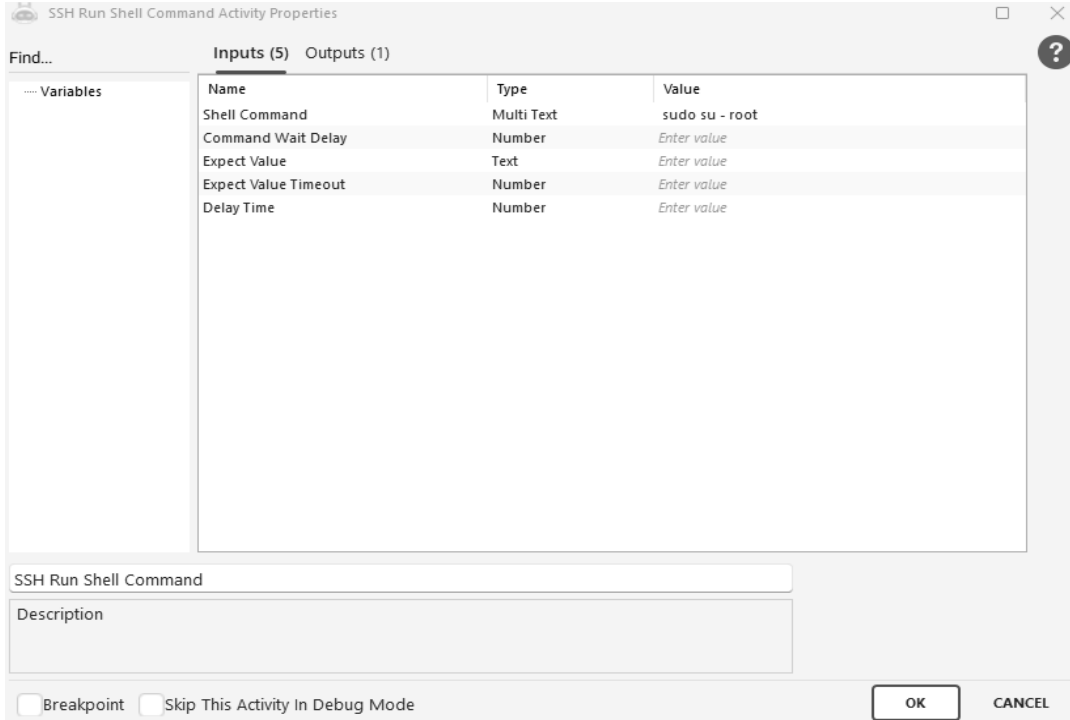 SSH Run Shell Command Activity Properties
Find...
Inputs (5) Outputs (1)
?
Variables
Name Type Value
Shell Command Multi Text sudo su - root
Command Wait Delay Number Enter value
Expect Value Text Enter value
Expect Value Timeout Number Enter value
Delay Time Number Enter value
SSH Run Shell Command
Description
Breakpoint Skip This Activity In Debug Mode OK CANCEL